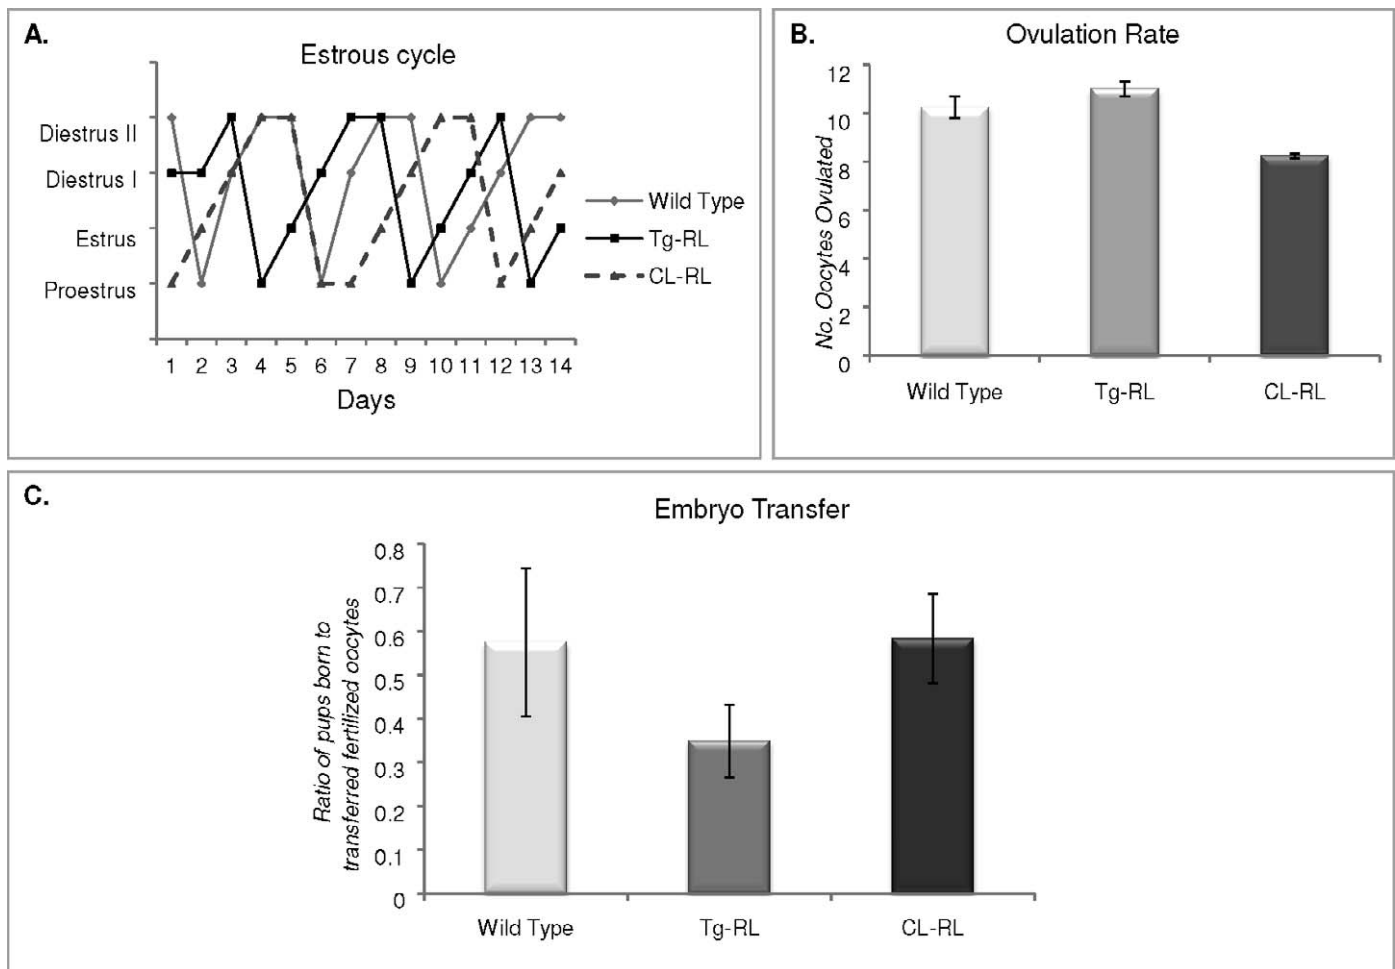 A.
Estrous cycle
Diestrus II
Diestrus I
Estrus
Proestrus
1 2 3 4 5 6 7 8 9 10 11 12 13 14
Days
Wild Type
Tg-RL
CL-RL
B.
Ovulation Rate
No. Oocytes Ovulated
12
10
8
6
4
2
0
Wild Type Tg-RL CL-RL
C.
Embryo Transfer
Ratio of pups born to
transferred fertilized oocytes
0.8
0.7
0.6
0.5
0.4
0.3
0.2
0.1
0
Wild Type Tg-RL CL-RL